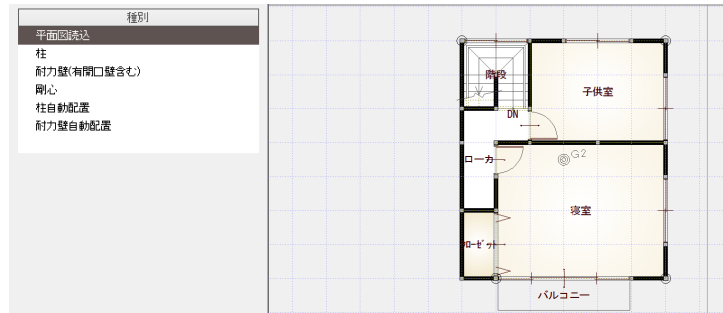 種別
平面図読込
柱
耐力壁(有開口壁含む)
剛心
柱自動配置
耐力壁自動配置
階段
子供室
DN
ローカ
G2
寝室
クローゼット
バルコニー